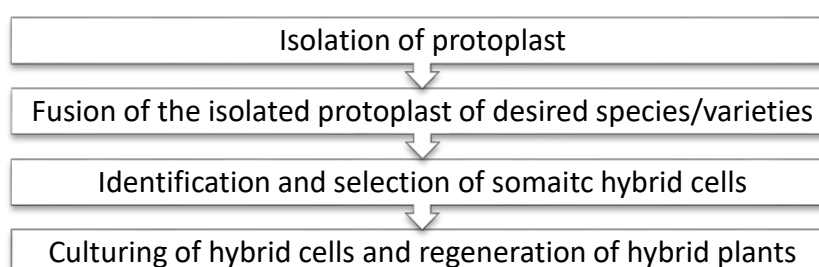 Isolation of protoplast
Fusion of the isolated protoplast of desired species/varieties
Identification and selection of somaitc hybrid cells
Culturing of hybrid cells and regeneration of hybrid plants